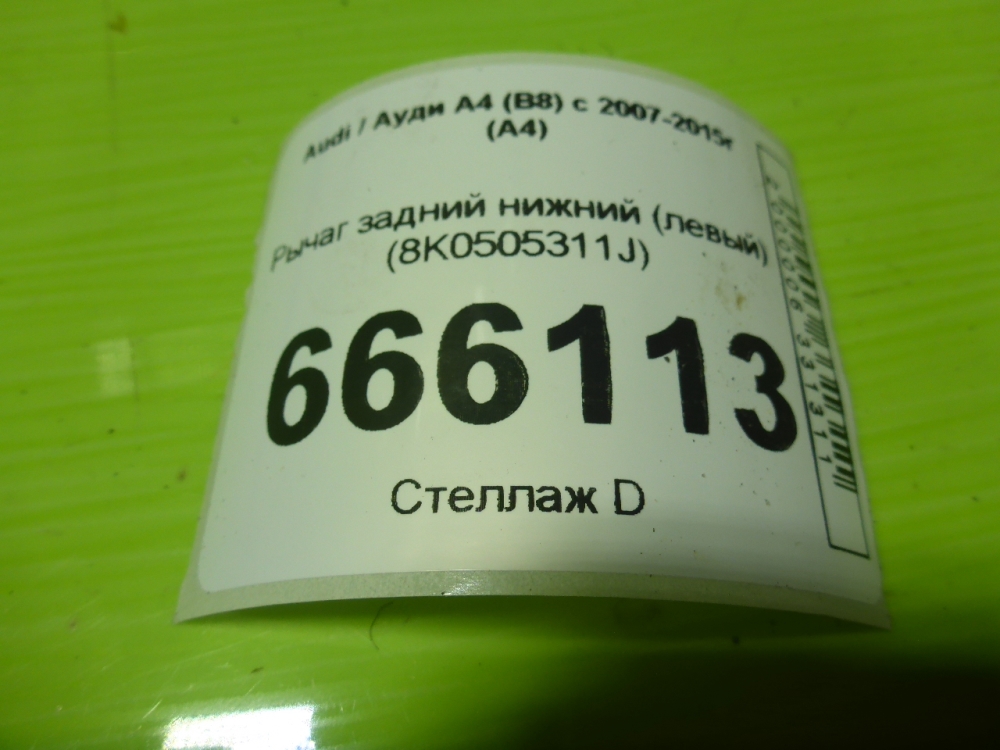 Audi / Ауди A4 (B8) с 2007-2015г
(A4)
Рычаг задний нижний (левый)
(8K0505311J)
666113
Стеллаж D